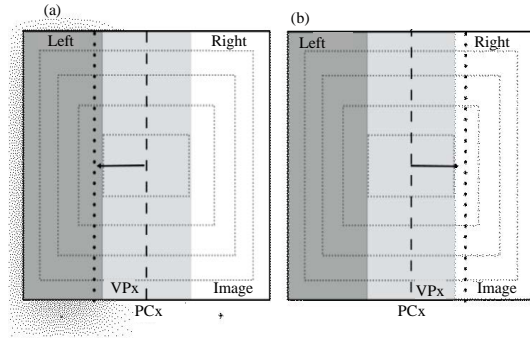 (a)
Left
Right
VPx
Image
PCx
(b)
Left
Right
VPx
Image
PCx